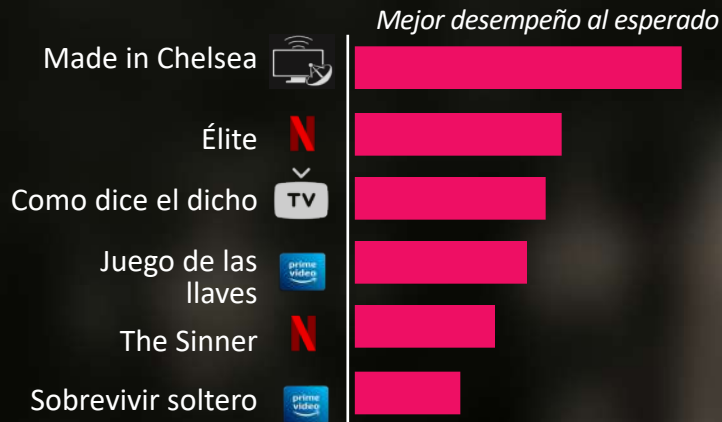 Mejor desempeño al esperado
Made in Chelsea
Élite
N
Como dice el dicho
TV
Juego de las
llaves
prime
video
The Sinner
N
Sobrevivir soltero
prime
video